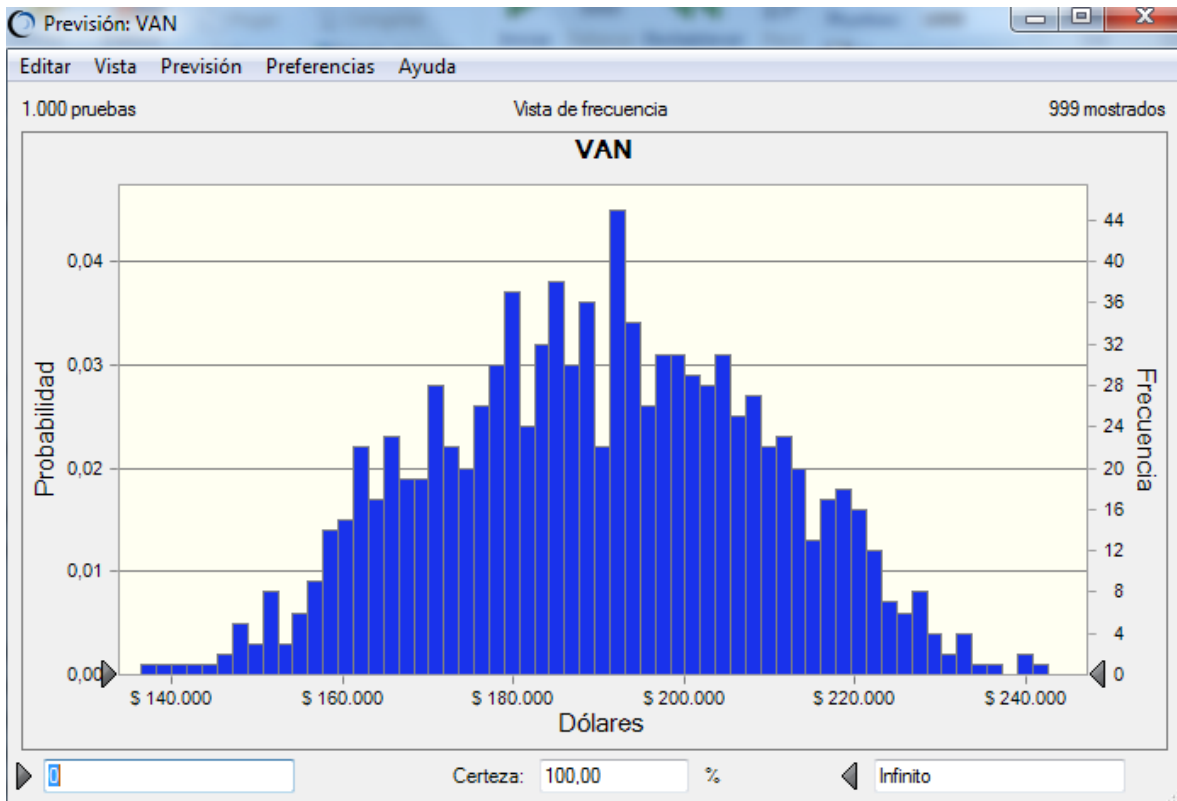 Previsión: VAN
Editar Vista Previsión Preferencias Ayuda
1.000 pruebas Vista de frecuencia 999 mostrados
VAN
Probabilidad
0,04
0,03
0,02
0,01
0,00
44
40
36
32
28
24
20
16
12
8
4
0
Frecuencia
$ 140.000 $ 160.000 $ 180.000 $ 200.000 $ 220.000 $ 240.000
Dólares
0 Certeza: 100,00 % Infinito